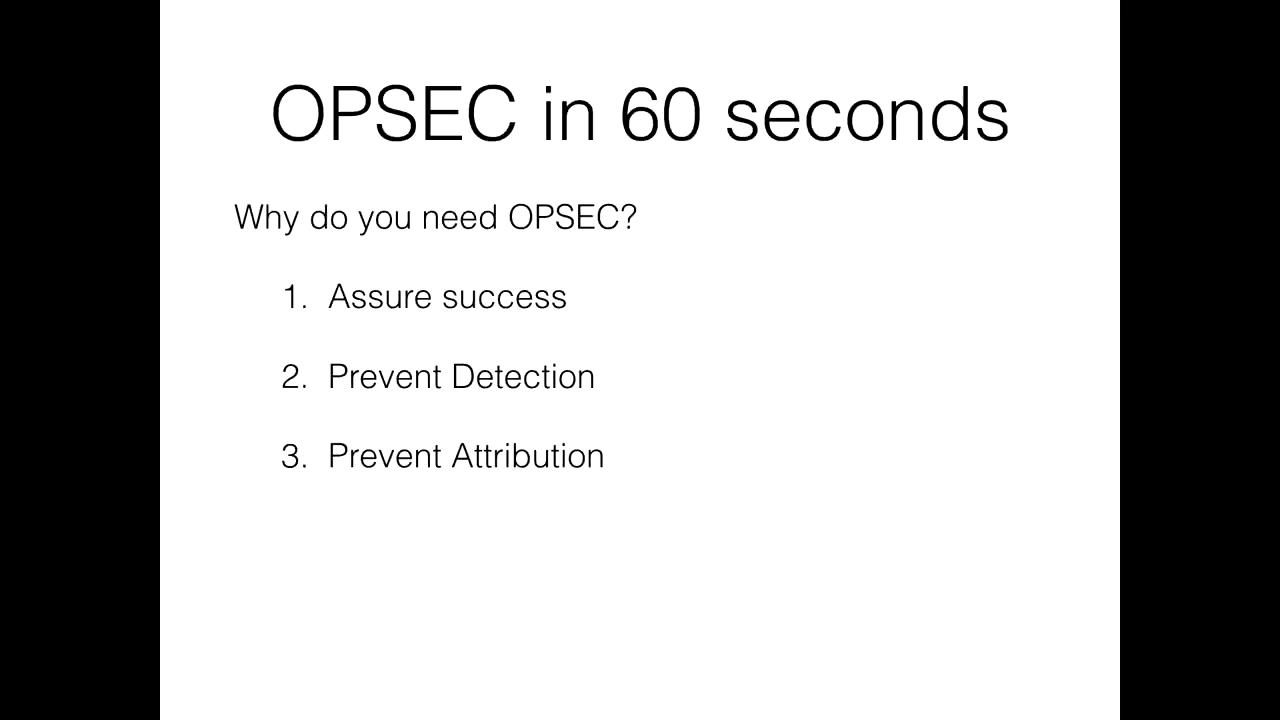 OPSEC in 60 seconds
Why do you need OPSEC?
1. Assure success
2. Prevent Detection
3. Prevent Attribution